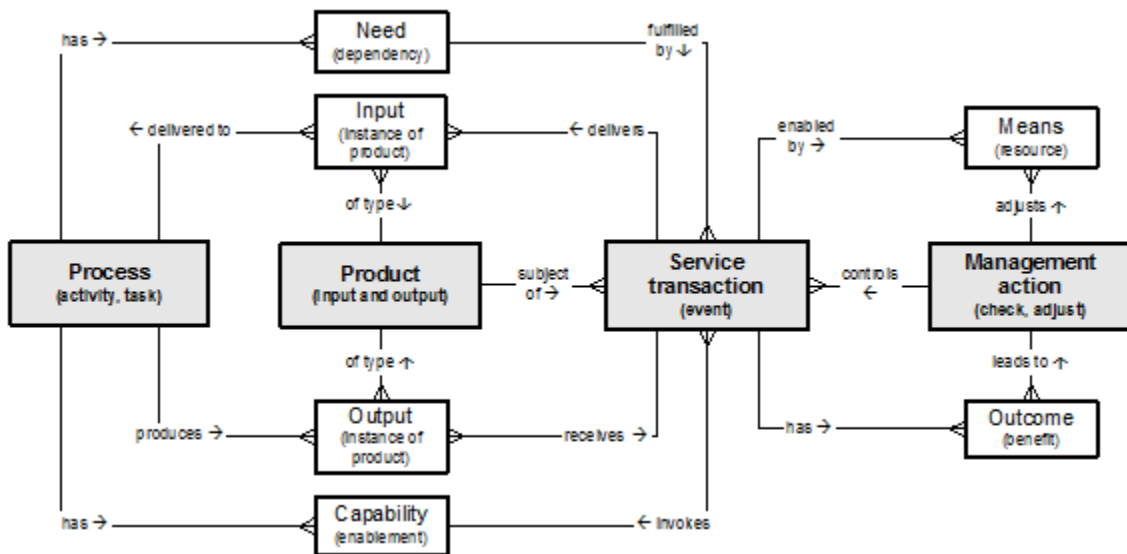 has →
Need
(dependency)
fulfilled
by ↓
← delivered to
Input
(instance of
product)
← delivers
enabled
by →
Means
(resource)
of type ↓
adjusts ↑
Process
(activity, task)
Product
(input and output)
subject
of →
Service
transaction
(event)
controls
←
Management
action
(check, adjust)
of type ↑
leads to ↑
produces →
Output
(instance of
product)
receives →
has →
Outcome
(benefit)
has →
Capability
(enablement)
← invokes